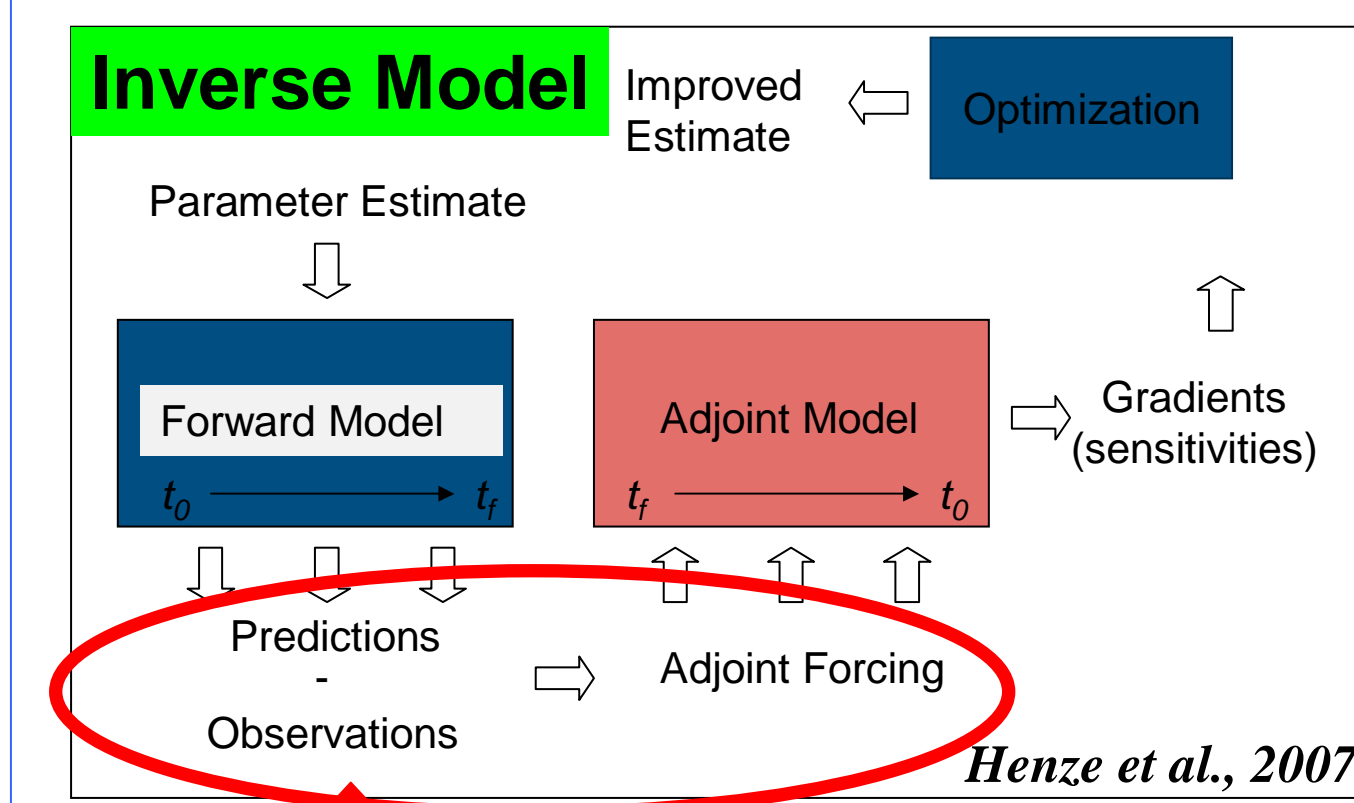 Inverse Model
Improved
Estimate
Optimization
Parameter Estimate
Forward Model
t0 tf
Adjoint Model
tf t0
Gradients
(sensitivities)
Predictions
-
Observations
Adjoint Forcing
Henze et al., 2007